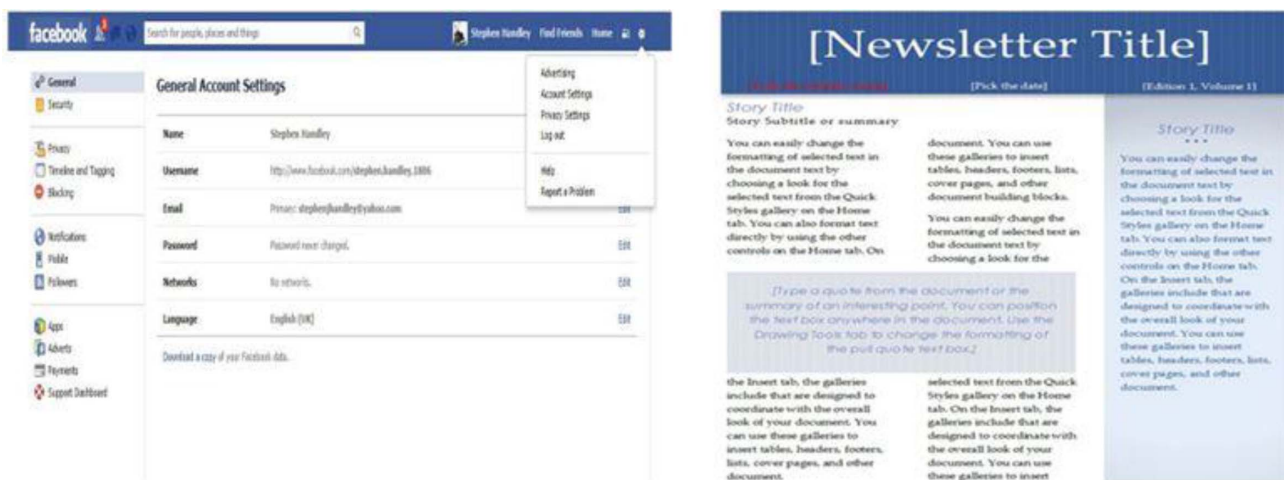 facebook
Search for people, places and things
Stephen Handley Find Friends Home
General
Security
Privacy
Timeline and Tagging
Blocking
Notifications
Mobile
Followers
Apps
Adverts
Payments
Support Dashboard
General Account Settings
Name Stephen Handley
Username http://www.facebook.com/stephen.handley.1806
Email Primary: stephenjhandley@yahoo.com Edit
Password Password never changed. Edit
Networks No networks. Edit
Language English (UK) Edit
Download a copy of your Facebook data.
Advertising
Account Settings
Privacy Settings
Log out
Help
Report a Problem
[Newsletter Title]
[Pick the date]
[Edition 1, Volume 1]
Story Title
Story Subtitle or summary
You can easily change the
formatting of selected text in
the document text by
choosing a look for the
selected text from the Quick
Styles gallery on the Home
tab. You can also format text
directly by using the other
controls on the Home tab. On
document. You can use
these galleries to insert
tables, headers, footers, lists,
cover pages, and other
document building blocks.
You can easily change the
formatting of selected text in
the document text by
choosing a look for the
[Type a quote from the document or the
summary of an interesting point. You can position
the text box anywhere in the document. Use the
Drawing Tools tab to change the formatting of
the pull quote text box.]
the Insert tab, the galleries
include that are designed to
coordinate with the overall
look of your document. You
can use these galleries to
insert tables, headers, footers,
lists, cover pages, and other
document.
selected text from the Quick
Styles gallery on the Home
tab. On the Insert tab, the
galleries include that are
designed to coordinate with
the overall look of your
document. You can use
these galleries to insert
Story Title
You can easily change the
formatting of selected text in
the document text by
choosing a look for the
selected text from the Quick
Styles gallery on the Home
tab. You can also format text
directly by using the other
controls on the Home tab.
On the Insert tab, the
galleries include that are
designed to coordinate with
the overall look of your
document. You can use
these galleries to insert
tables, headers, footers, lists,
cover pages, and other
document.